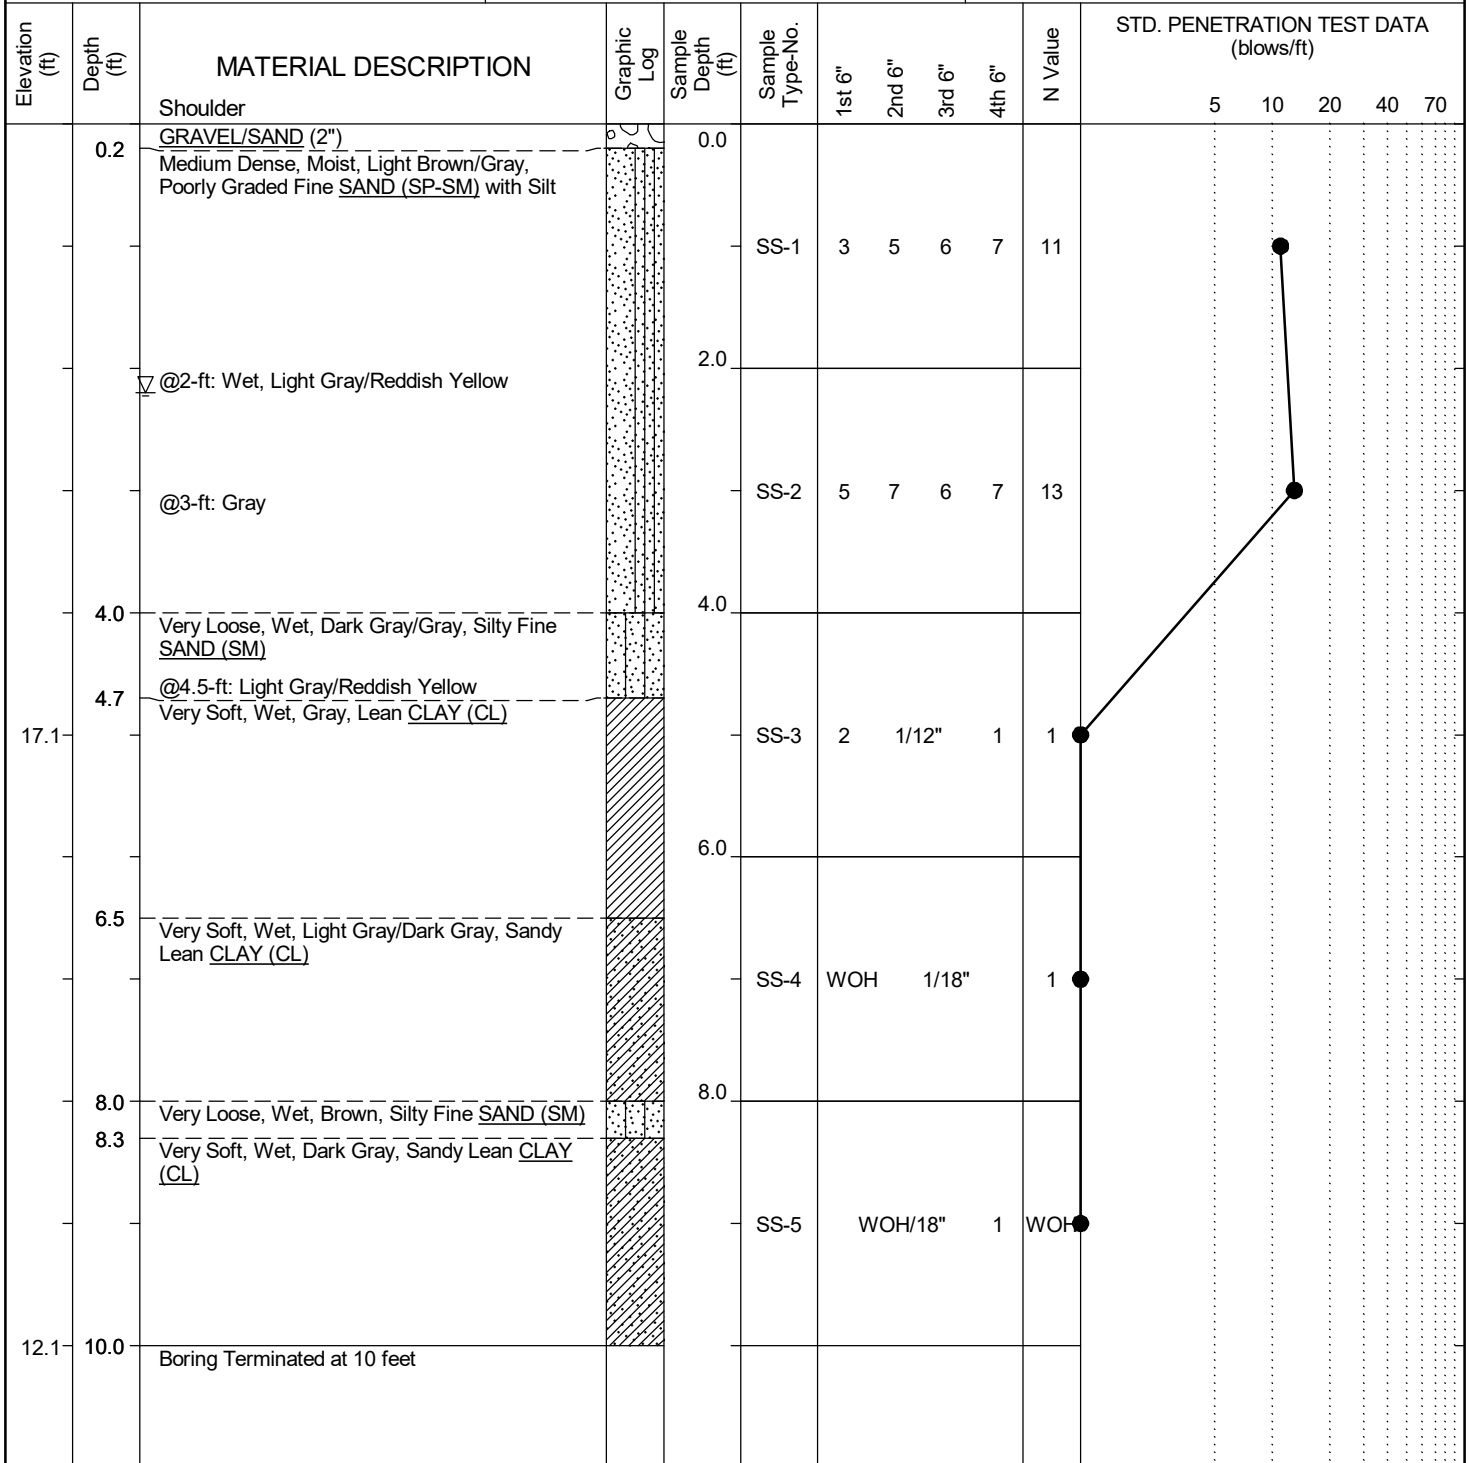 Elevation (ft)
Depth (ft)
MATERIAL DESCRIPTION
Shoulder
Graphic Log
Sample Depth (ft)
Sample Type-No.
1st 6"
2nd 6"
3rd 6"
4th 6"
N Value
STD. PENETRATION TEST DATA
(blows/ft)
5 10 20 40 70
GRAVEL/SAND (2")
0.0
0.2
Medium Dense, Moist, Light Brown/Gray,
Poorly Graded Fine SAND (SP-SM) with Silt
SS-1 3 5 6 7 11
2.0
@2-ft: Wet, Light Gray/Reddish Yellow
SS-2 5 7 6 7 13
@3-ft: Gray
4.0
4.0
Very Loose, Wet, Dark Gray/Gray, Silty Fine
SAND (SM)
@4.5-ft: Light Gray/Reddish Yellow
4.7
Very Soft, Wet, Gray, Lean CLAY (CL)
17.1
SS-3 2 1/12" 1 1
6.0
6.5
Very Soft, Wet, Light Gray/Dark Gray, Sandy
Lean CLAY (CL)
SS-4 WOH 1/18" 1
8.0
8.0
Very Loose, Wet, Brown, Silty Fine SAND (SM)
8.3
Very Soft, Wet, Dark Gray, Sandy Lean CLAY
(CL)
SS-5 WOH/18" 1 WOH
12.1
10.0
Boring Terminated at 10 feet